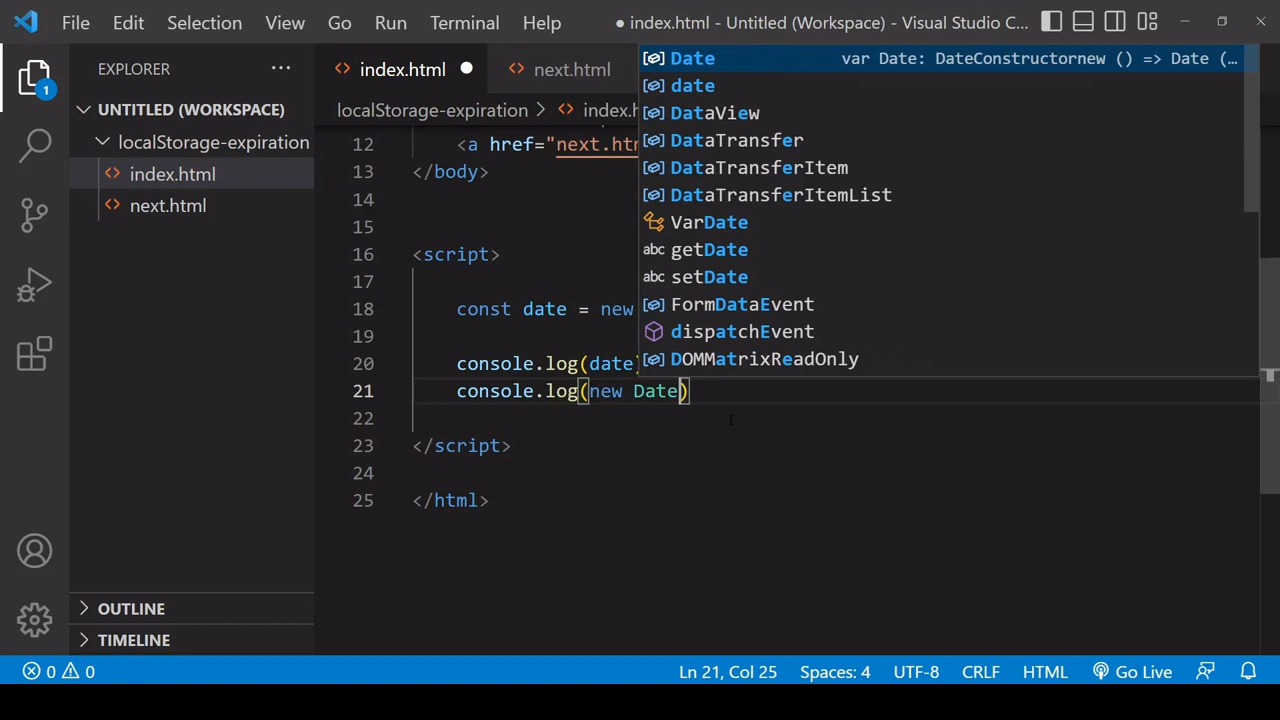 File Edit Selection View Go Run Terminal Help ● index.html - Untitled (Workspace) - Visual Studio C...
EXPLORER ...
1
UNTITLED (WORKSPACE)
localStorage-expiration
index.html
next.html
OUTLINE
TIMELINE
index.html ● next.html
localStorage-expiration > index.h
12 <a href="next.htm
13 </body>
14
15
16 <script>
17
18 const date = new
19
20 console.log(date)
21 console.log(new Date)
22
23 </script>
24
25 </html>
Date var Date: DateConstructornew () => Date (...
date
DataView
DataTransfer
DataTransferItem
DataTransferItemList
VarDate
abc getDate
abc setDate
FormDataEvent
dispatchEvent
DOMMatrixReadOnly
0 0 Ln 21, Col 25 Spaces: 4 UTF-8 CRLF HTML Go Live